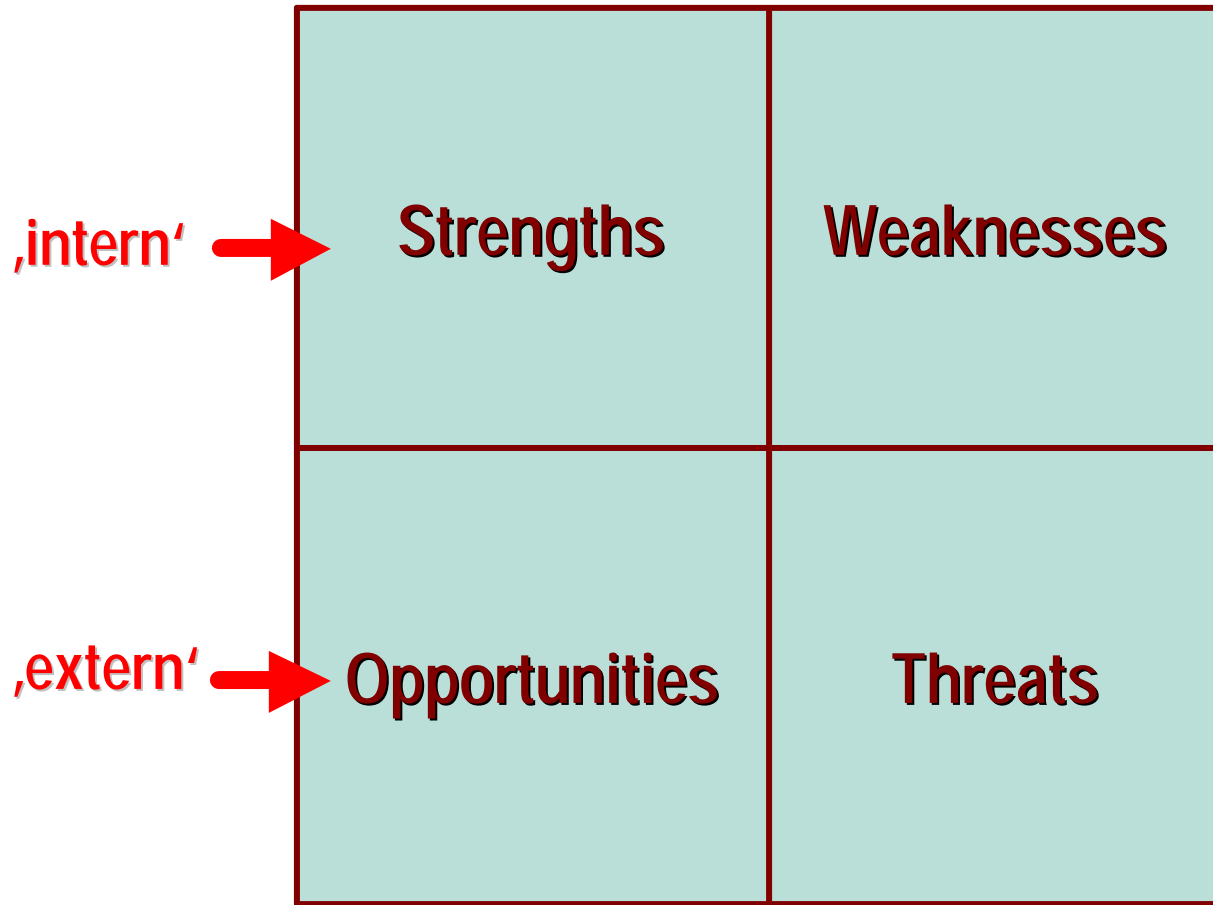 ‚intern‘
Strengths
Weaknesses
‚extern‘
Opportunities
Threats